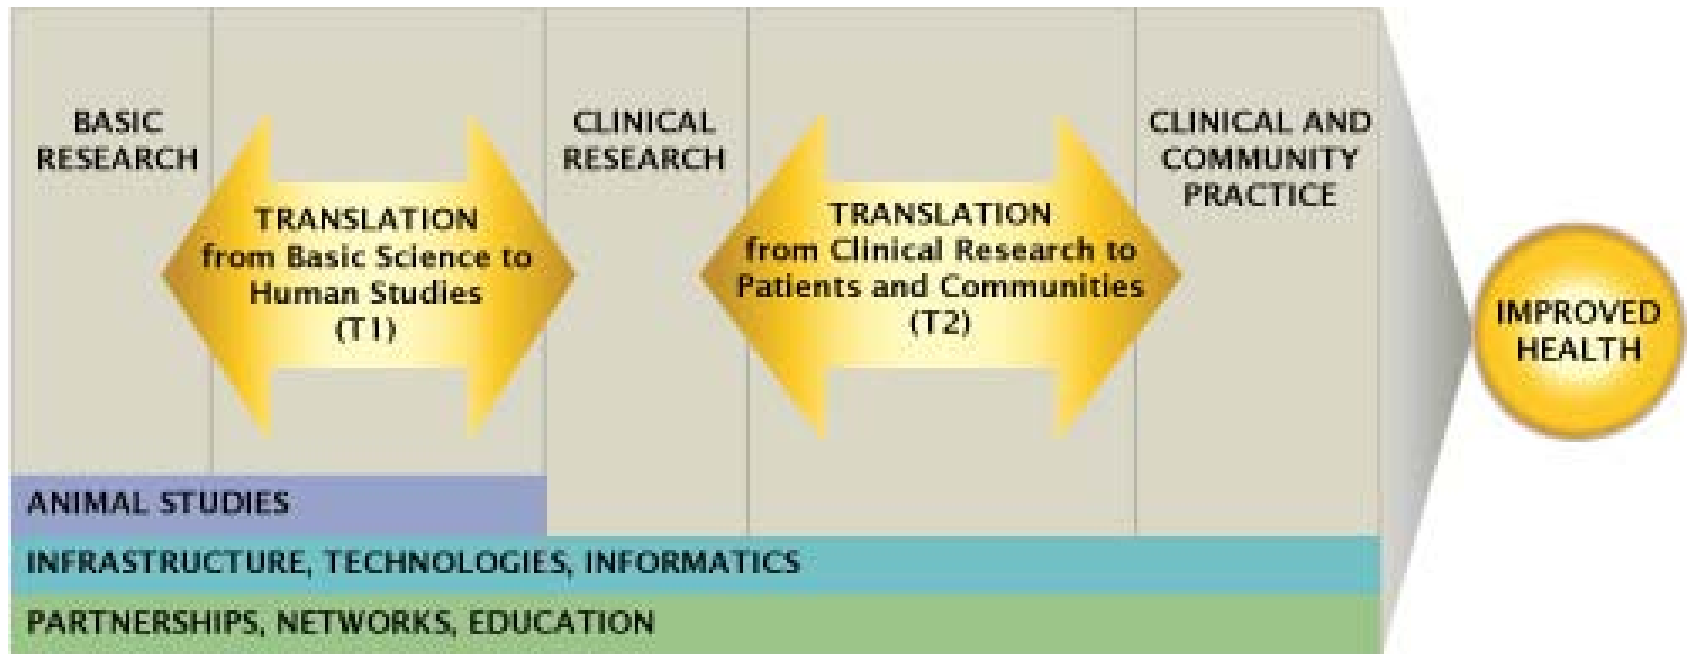 BASIC
RESEARCH
TRANSLATION
from Basic Science to
Human Studies
(T1)
CLINICAL
RESEARCH
TRANSLATION
from Clinical Research to
Patients and Communities
(T2)
CLINICAL AND
COMMUNITY
PRACTICE
IMPROVED
HEALTH
ANIMAL STUDIES
INFRASTRUCTURE, TECHNOLOGIES, INFORMATICS
PARTNERSHIPS, NETWORKS, EDUCATION